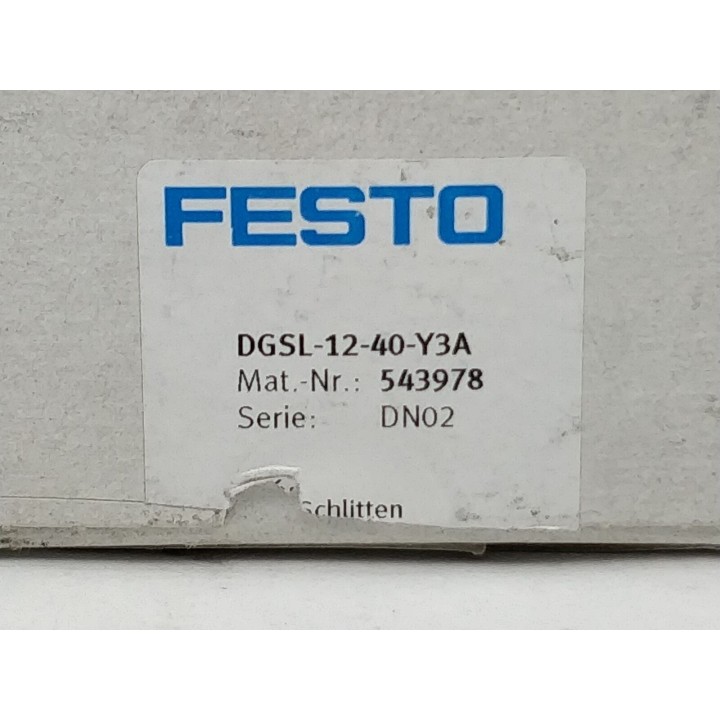 FESTO
DGSL-12-40-Y3A
Mat.-Nr.: 543978
Serie: DN02
Schlitten